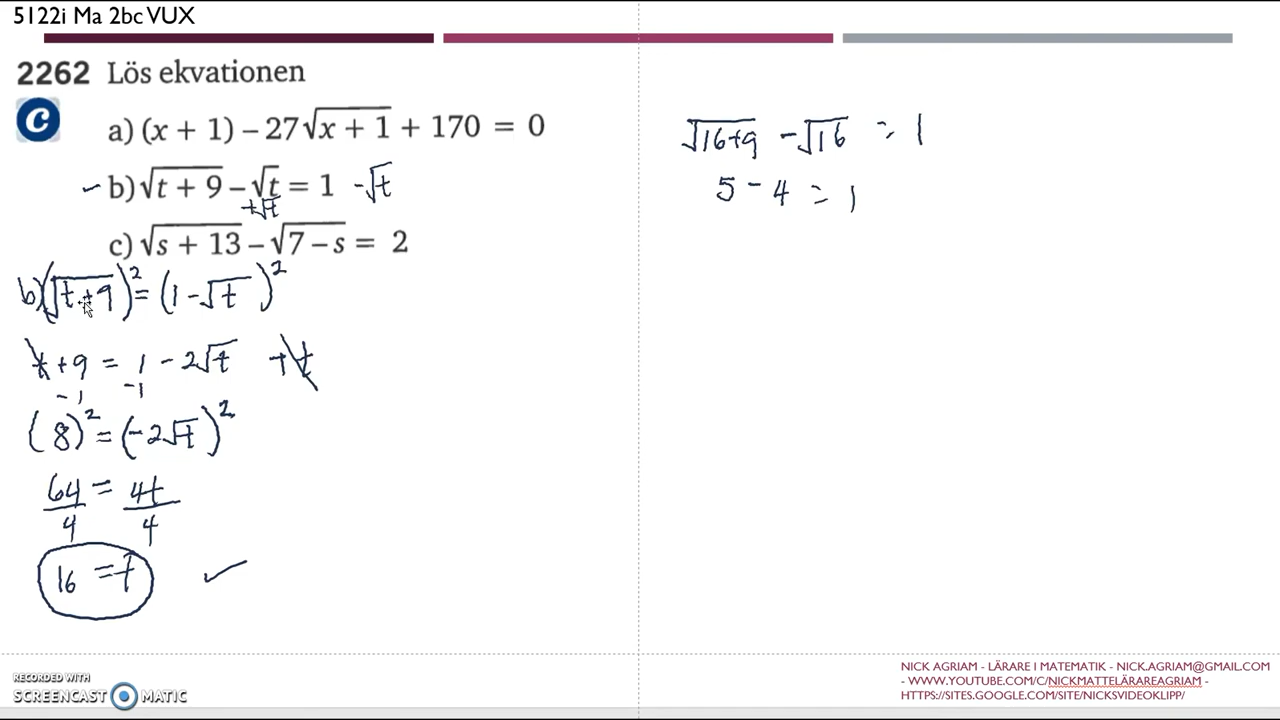 5122i Ma 2bc VUX
2262 Lös ekvationen
C
a) (x + 1) – 27√(x + 1) + 170 = 0
b) √(t + 9) – √t = 1 -√t
+√t
c) √(s + 13) – √(7 – s) = 2
b) (√(t+9))² = (1 - √t)²
t + 9 = 1 - 2√t + t
-1 -1
(8)² = (-2√t)²
64 = 4t
4 4
16 = t ✓
√(16+9) - √16 = 1
5 - 4 = 1
RECORDED WITH
SCREENCAST MATIC
NICK AGRIAM - LÄRARE I MATEMATIK - NICK.AGRIAM@GMAIL.COM
- WWW.YOUTUBE.COM/C/NICKMATTELÄRAREAGRIAM -
HTTPS://SITES.GOOGLE.COM/SITE/NICKSVIDEOKLIPP/